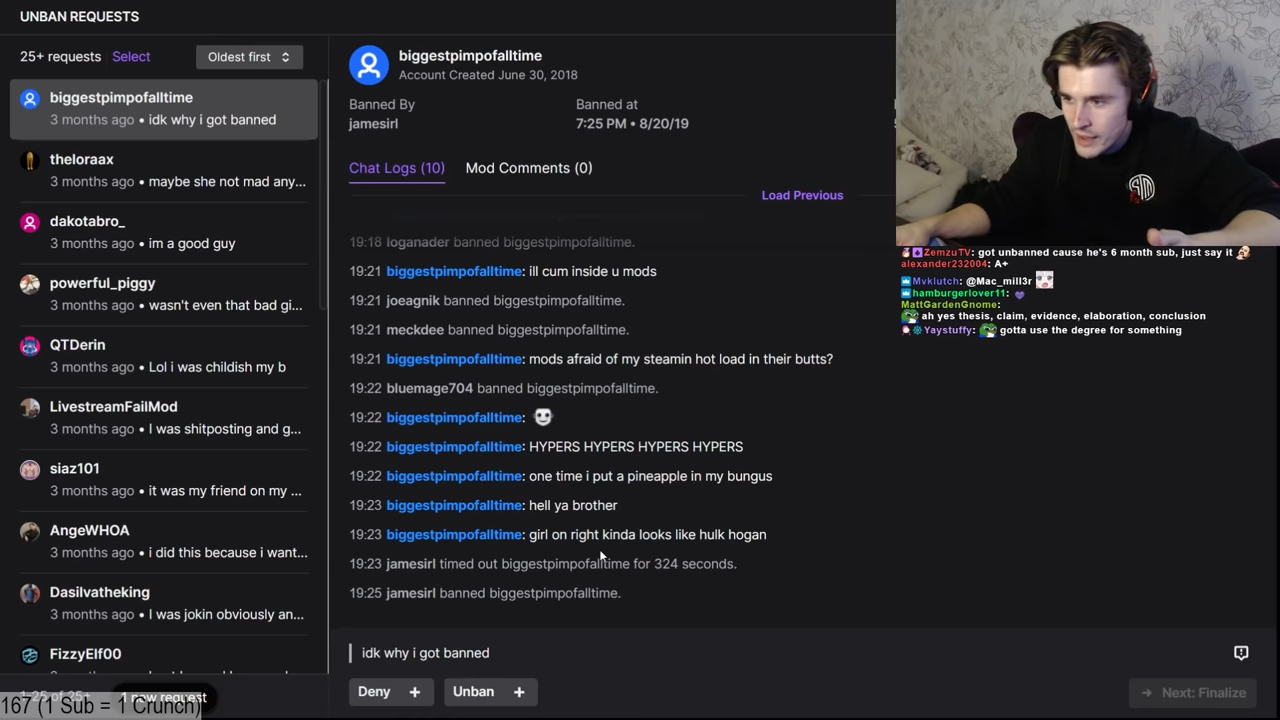 UNBAN REQUESTS
25+ requests Select Oldest first
biggestpimpofalltime
3 months ago • idk why i got banned
theloraax
3 months ago • maybe she not mad any...
dakotabro_
3 months ago • im a good guy
powerful_piggy
3 months ago • wasn't even that bad gi...
QTDerin
3 months ago • Lol i was childish my b
LivestreamFailMod
3 months ago • I was shitposting and g...
siaz101
3 months ago • it was my friend on my ...
AngeWHOA
3 months ago • i did this because i want...
Dasilvatheking
3 months ago • I was jokin obviously an...
FizzyElf00
1-25 of 25+ 1 new request
167 (1 Sub = 1 Crunch)
biggestpimpofalltime
Account Created June 30, 2018
Banned By Banned at
jamesirl 7:25 PM • 8/20/19
Chat Logs (10) Mod Comments (0)
Load Previous
19:18 loganader banned biggestpimpofalltime.
19:21 biggestpimpofalltime: ill cum inside u mods
19:21 joeagnik banned biggestpimpofalltime.
19:21 meckdee banned biggestpimpofalltime.
19:21 biggestpimpofalltime: mods afraid of my steamin hot load in their butts?
19:22 bluemage704 banned biggestpimpofalltime.
19:22 biggestpimpofalltime:
19:22 biggestpimpofalltime: HYPERS HYPERS HYPERS HYPERS
19:22 biggestpimpofalltime: one time i put a pineapple in my bungus
19:23 biggestpimpofalltime: hell ya brother
19:23 biggestpimpofalltime: girl on right kinda looks like hulk hogan
19:23 jamesirl timed out biggestpimpofalltime for 324 seconds.
19:25 jamesirl banned biggestpimpofalltime.
idk why i got banned
Deny + Unban + Next: Finalize
TSM
ZemzuTV: got unbanned cause he's 6 month sub, just say it
alexander232004: A+
Mvklutch: @Mac_mill3r
hamburgerlover11:
MattGardenGnome:
ah yes thesis, claim, evidence, elaboration, conclusion
Yaystuffy: gotta use the degree for something